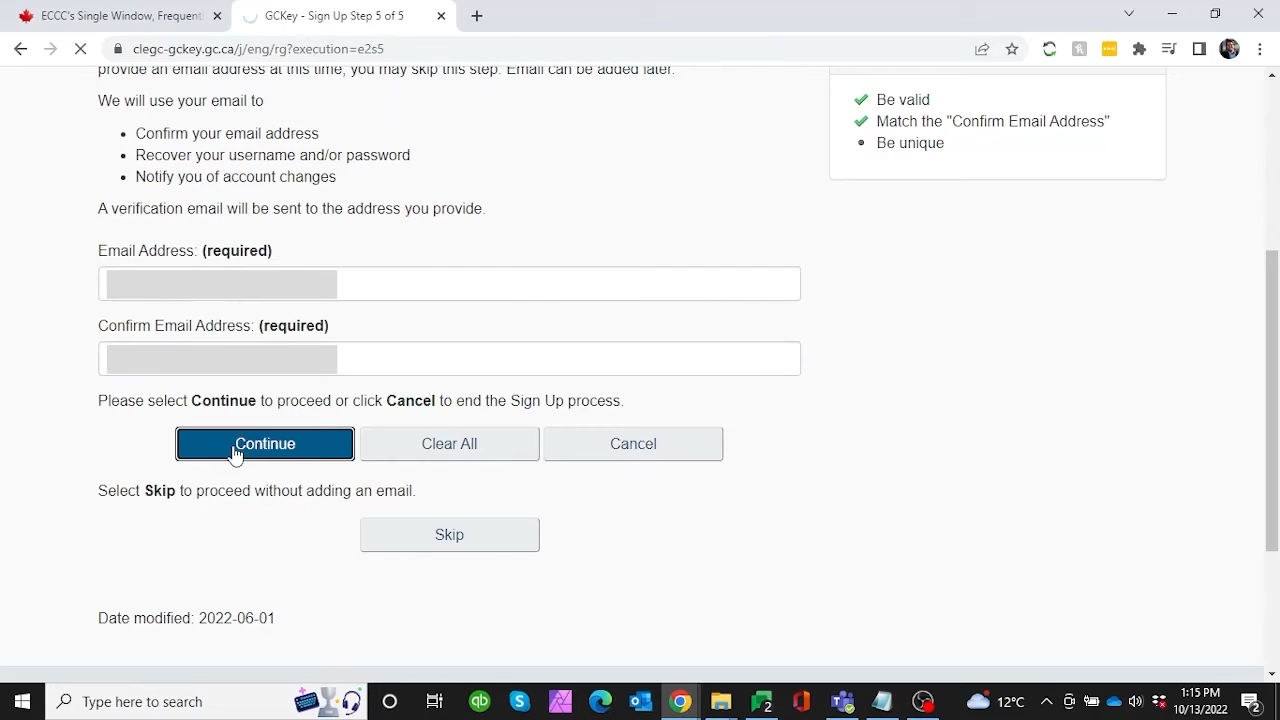 ECCC's Single Window, Frequent
GCKey - Sign Up Step 5 of 5
clegc-gckey.gc.ca/j/eng/rg?execution=e2s5
provide an email address at this time, you may skip this step. Email can be added later.
We will use your email to
Confirm your email address
Recover your username and/or password
Notify you of account changes
A verification email will be sent to the address you provide.
Be valid
Match the "Confirm Email Address"
Be unique
Email Address: (required)
Confirm Email Address: (required)
Please select Continue to proceed or click Cancel to end the Sign Up process.
Continue
Clear All
Cancel
Select Skip to proceed without adding an email.
Skip
Date modified: 2022-06-01
Type here to search
qb
2
12°C
1:15 PM
10/13/2022
2